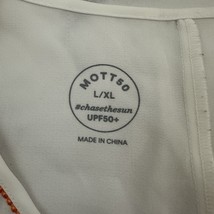 MOTT50
L/XL
#chasethesun
UPF50+
MADE IN CHINA